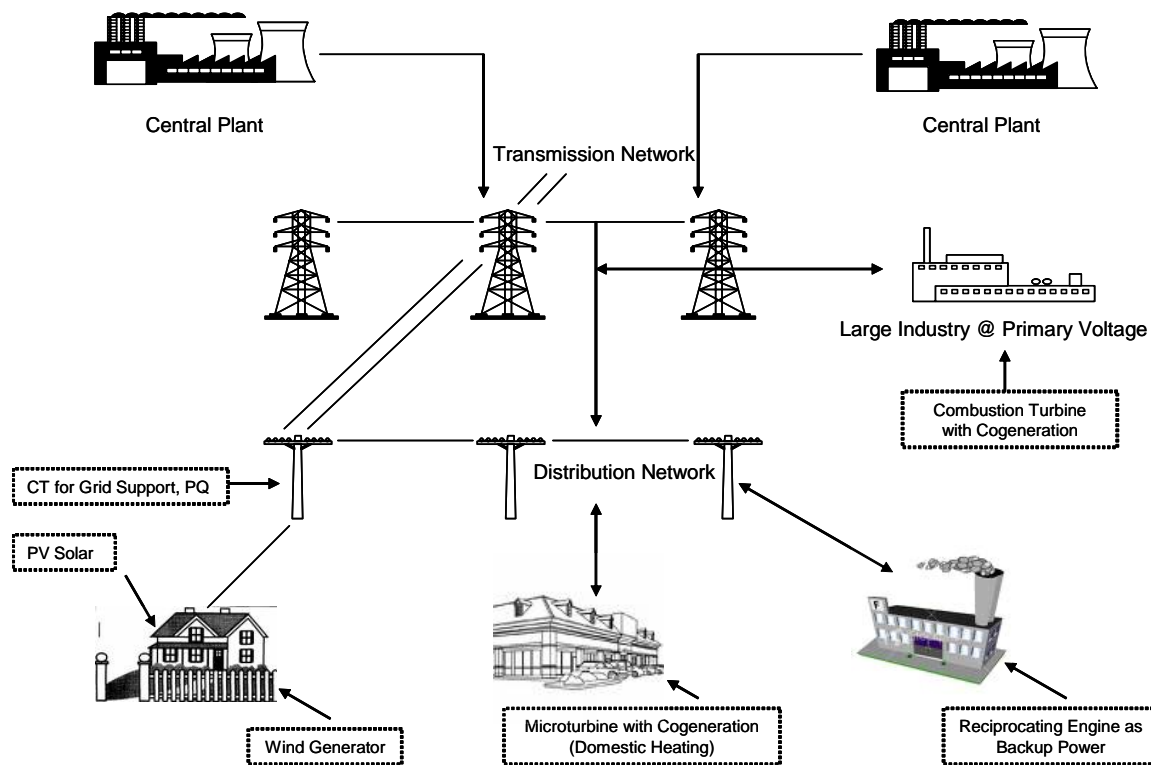 Central Plant
Central Plant
Transmission Network
Large Industry @ Primary Voltage
Combustion Turbine
with Cogeneration
Distribution Network
CT for Grid Support, PQ
PV Solar
Wind Generator
Microturbine with Cogeneration
(Domestic Heating)
Reciprocating Engine as
Backup Power